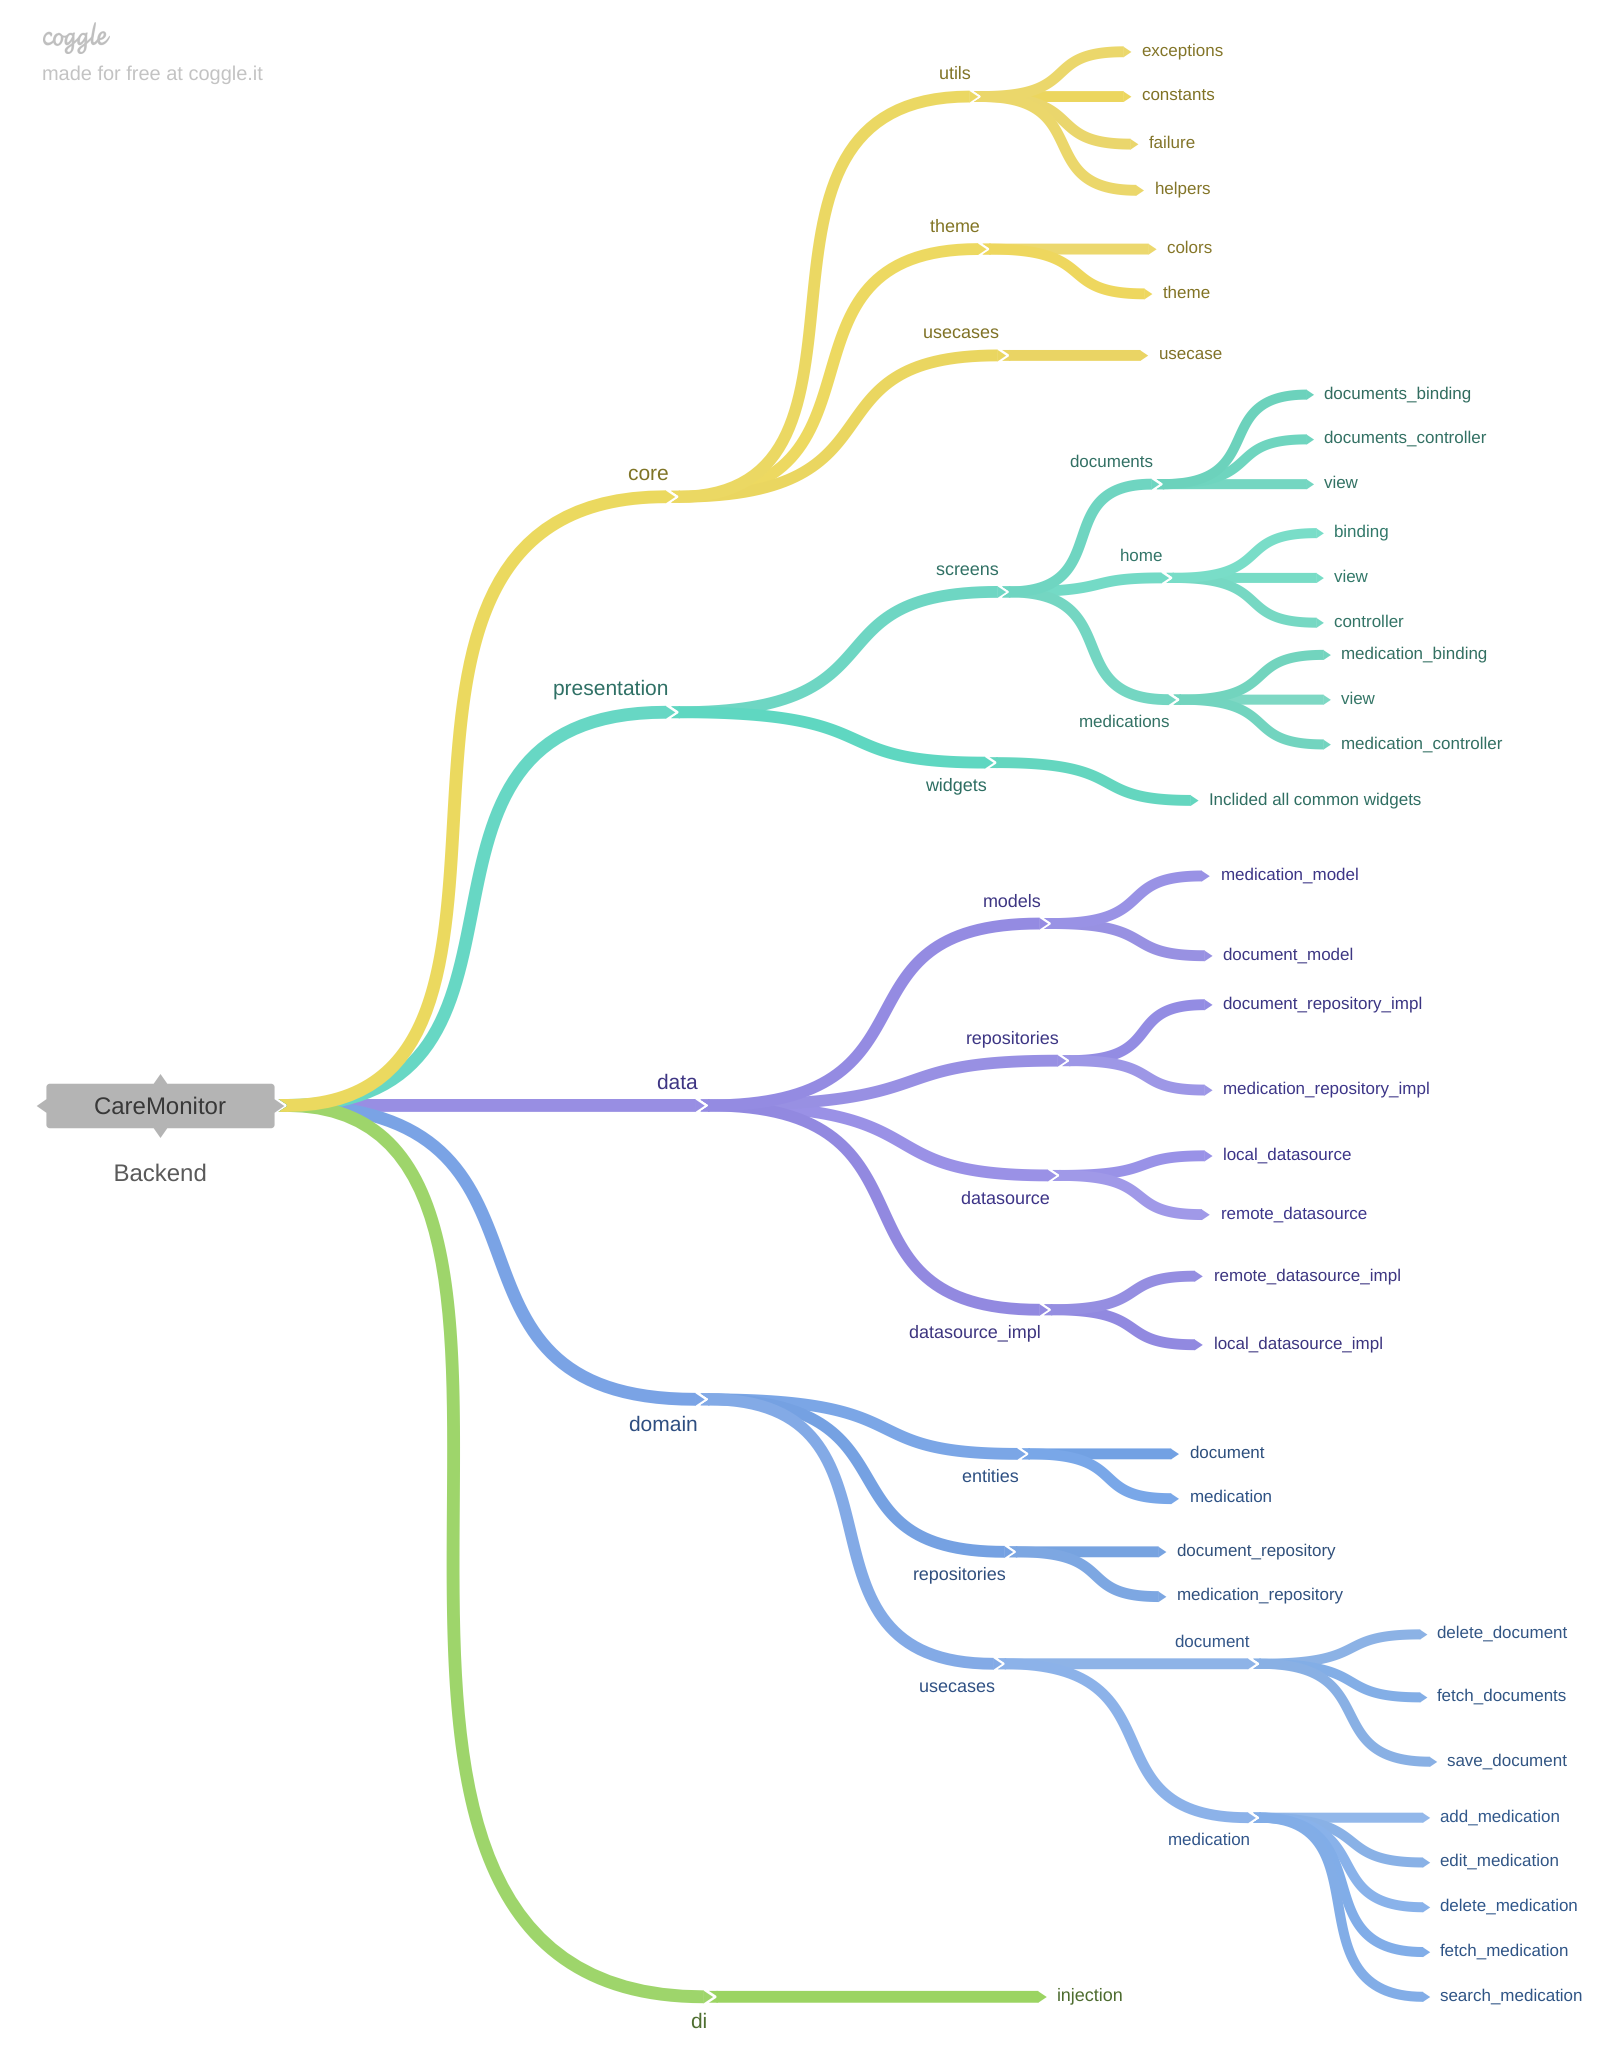 coggle
made for free at coggle.it
CareMonitor
Backend
core
utils
exceptions
constants
failure
helpers
theme
colors
theme
usecases
usecase
presentation
screens
documents
documents_binding
documents_controller
view
home
binding
view
controller
medications
medication_binding
view
medication_controller
widgets
Inclided all common widgets
data
models
medication_model
document_model
repositories
document_repository_impl
medication_repository_impl
datasource
local_datasource
remote_datasource
datasource_impl
remote_datasource_impl
local_datasource_impl
domain
entities
document
medication
repositories
document_repository
medication_repository
usecases
document
delete_document
fetch_documents
save_document
medication
add_medication
edit_medication
delete_medication
fetch_medication
search_medication
di
injection